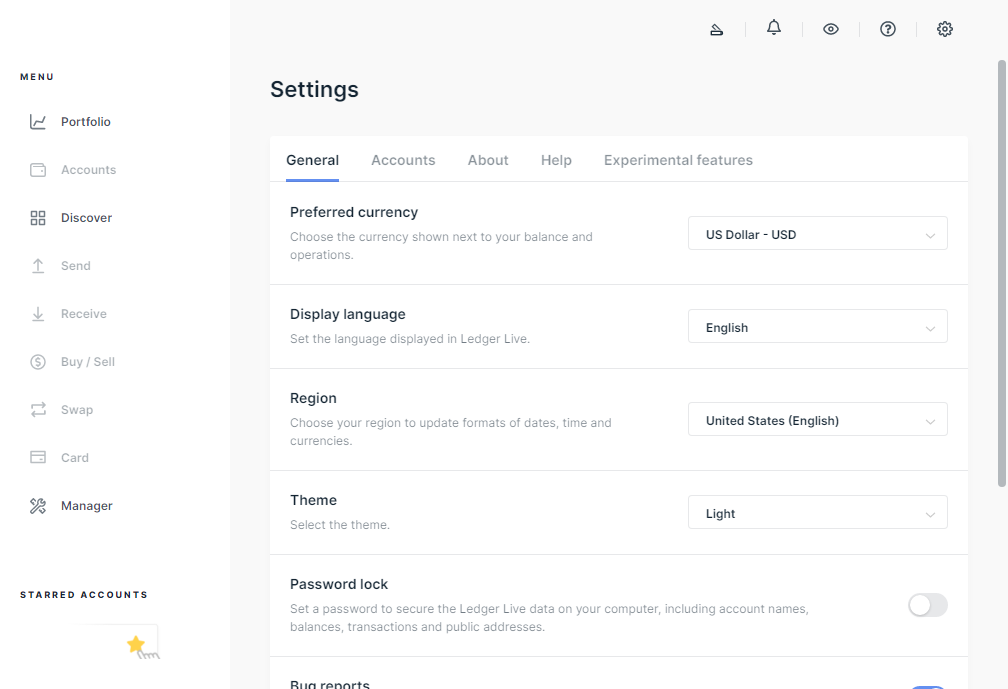 MENU
Portfolio
Accounts
Discover
Send
Receive
Buy / Sell
Swap
Card
Manager
STARRED ACCOUNTS
Settings
General
Accounts
About
Help
Experimental features
Preferred currency
Choose the currency shown next to your balance and
operations.
US Dollar - USD
Display language
Set the language displayed in Ledger Live.
English
Region
Choose your region to update formats of dates, time and
currencies.
United States (English)
Theme
Select the theme.
Light
Password lock
Set a password to secure the Ledger Live data on your computer, including account names,
balances, transactions and public addresses.
Bug reports